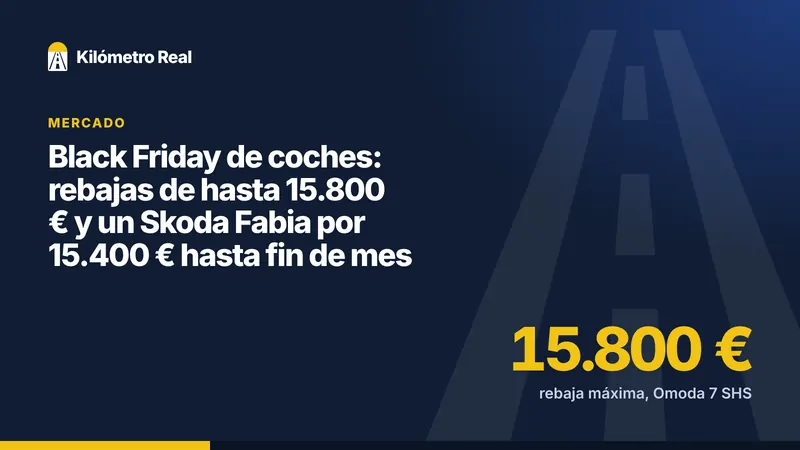 Kilómetro Real
MERCADO
Black Friday de coches:
rebajas de hasta 15.800
€ y un Skoda Fabia por
15.400 € hasta fin de mes
15.800 €
rebaja máxima, Omoda 7 SHS